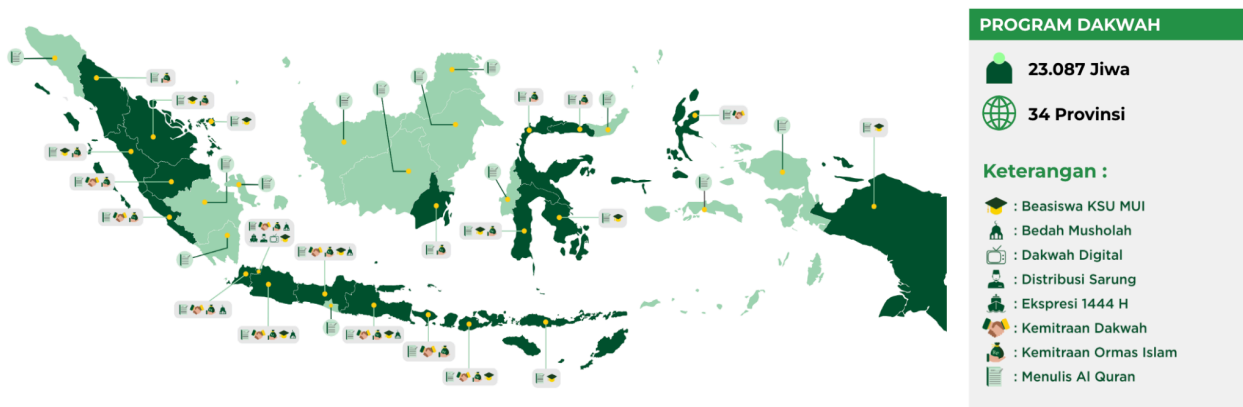 PROGRAM DAKWAH
23.087 Jiwa
34 Provinsi
Keterangan :
: Beasiswa KSU MUI
: Bedah Musholah
: Dakwah Digital
: Distribusi Sarung
: Ekspresi 1444 H
: Kemitraan Dakwah
: Kemitraan Ormas Islam
: Menulis Al Quran